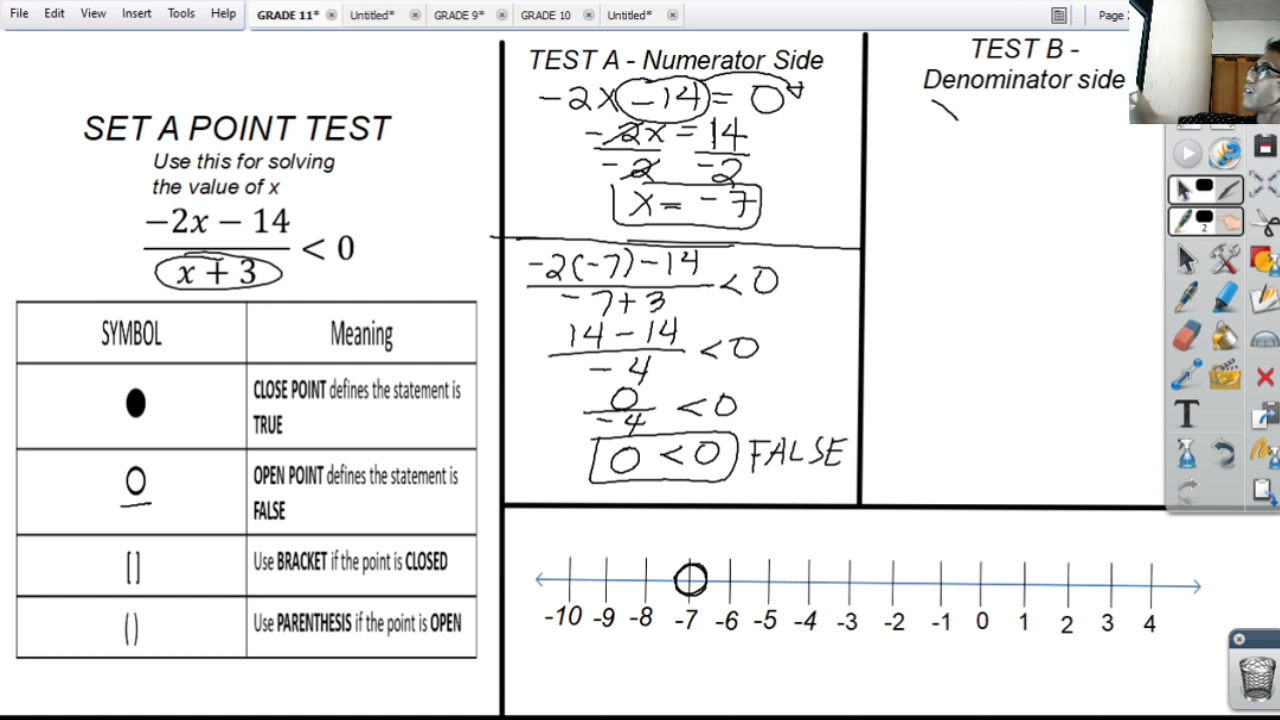 File Edit View Insert Tools Help
GRADE 11* Untitled* GRADE 9* GRADE 10 Untitled* Page
SET A POINT TEST
Use this for solving
the value of x
−2x − 14
x + 3
< 0
SYMBOL Meaning
CLOSE POINT defines the statement is
TRUE
OPEN POINT defines the statement is
FALSE
[ ] Use BRACKET if the point is CLOSED
( ) Use PARENTHESIS if the point is OPEN
TEST A - Numerator Side
-2x -14 = 0
-2x = 14
-2 -2
x = -7
-2(-7)-14
-7+3
<0
14-14
-4
<0
0
-4
<0
0 <0 FALSE
TEST B -
Denominator side
2
T
-10 -9 -8 -7 -6 -5 -4 -3 -2 -1 0 1 2 3 4